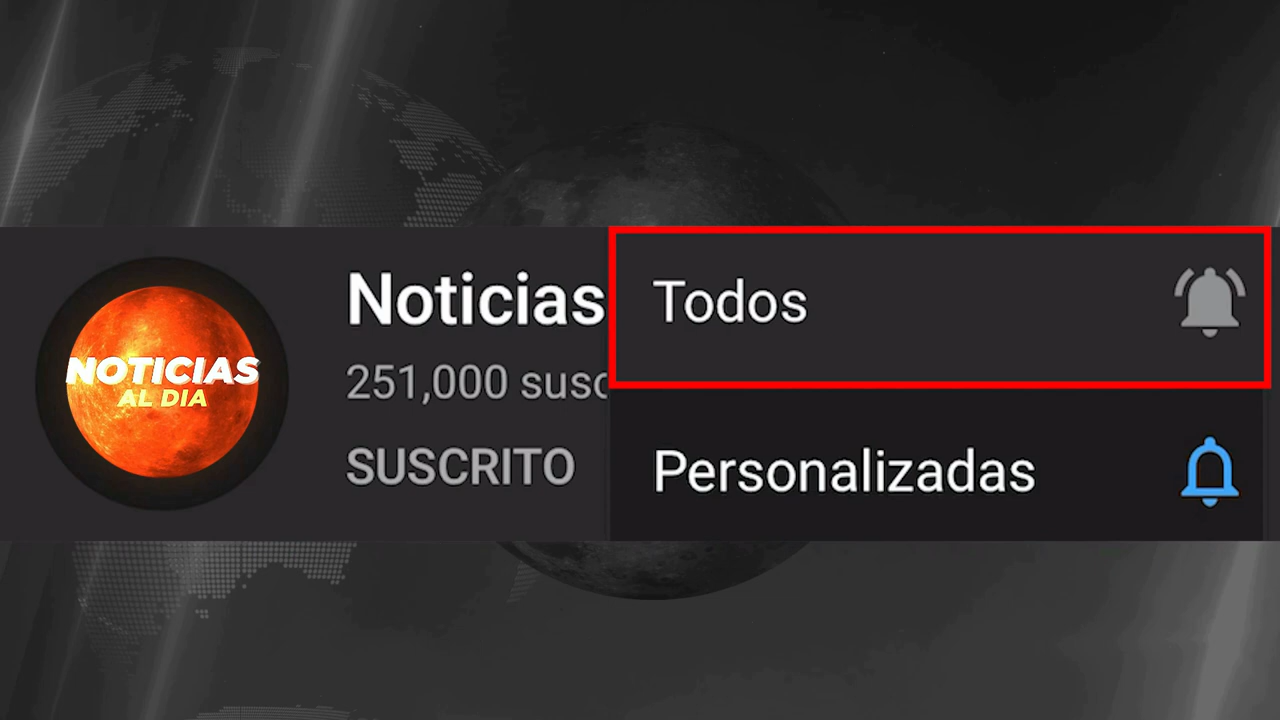 NOTICIAS
AL DIA
Noticias
251,000 susc
SUSCRITO
Todos
Personalizadas